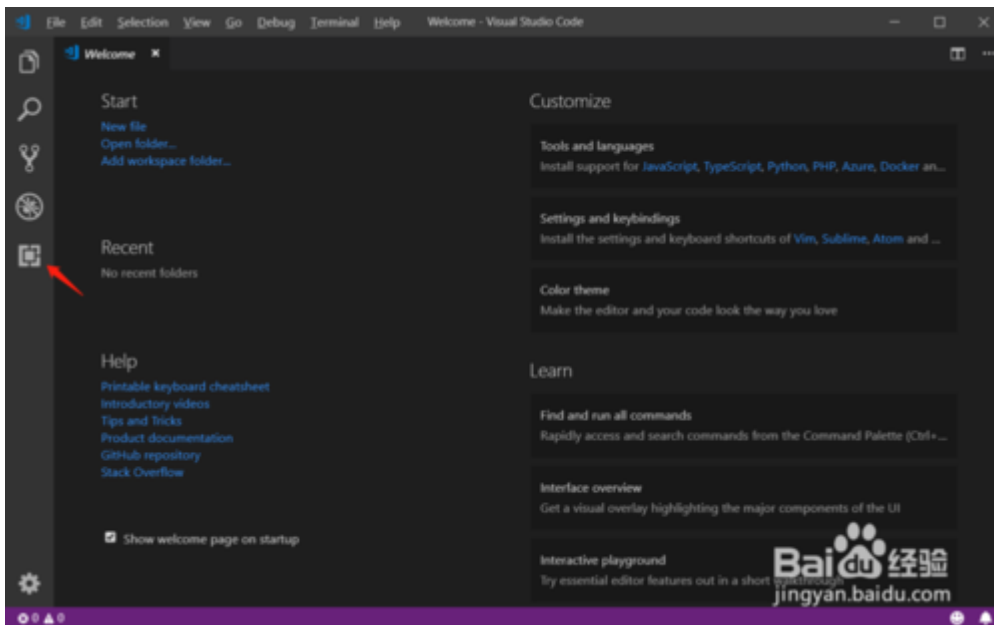 File Edit Selection View Go Debug Terminal Help Welcome - Visual Studio Code
Welcome
Start
New file
Open folder...
Add workspace folder...
Recent
No recent folders
Help
Printable keyboard cheatsheet
Introductory videos
Tips and Tricks
Product documentation
GitHub repository
Stack Overflow
Show welcome page on startup
Customize
Tools and languages
Install support for JavaScript, TypeScript, Python, PHP, Azure, Docker an...
Settings and keybindings
Install the settings and keyboard shortcuts of Vim, Sublime, Atom and ...
Color theme
Make the editor and your code look the way you love
Learn
Find and run all commands
Rapidly access and search commands from the Command Palette (Ctrl+...
Interface overview
Get a visual overlay highlighting the major components of the UI
Interactive playground
Try essential editor features out in a short walkthrough
Baidu经验
jingyan.baidu.com
0 0